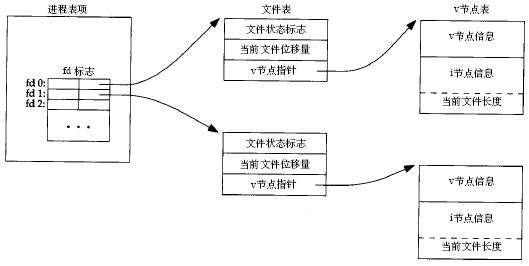 进程表项
文件表
v节点表
fd 标志
fd 0:
fd 1:
fd 2:
...
文件状态标志
当前文件位移量
v节点指针
v节点信息
i节点信息
当前文件长度
文件状态标志
当前文件位移量
v节点指针
v节点信息
i节点信息
当前文件长度